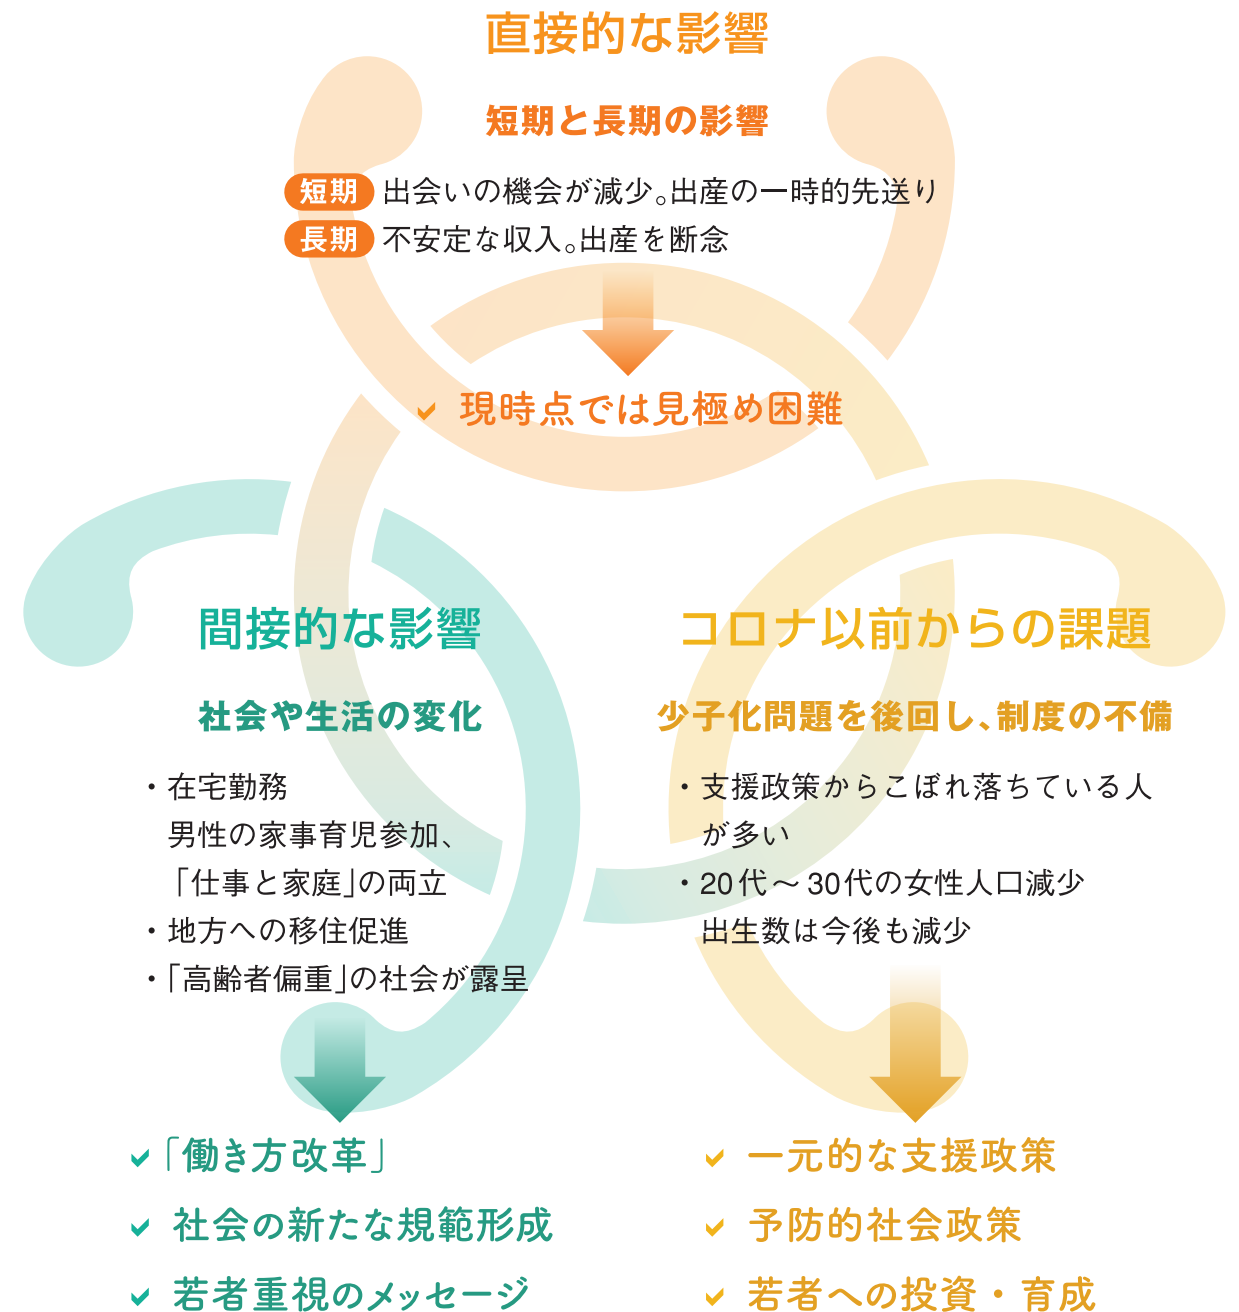 直接的な影響
短期と長期の影響
短期 出会いの機会が減少。出産の一時的先送り
長期 不安定な収入。出産を断念
現時点では見極め困難
間接的な影響
社会や生活の変化
・在宅勤務
男性の家事育児参加、
「仕事と家庭」の両立
・地方への移住促進
・「高齢者偏重」の社会が露呈
「働き方改革」
社会の新たな規範形成
若者重視のメッセージ
コロナ以前からの課題
少子化問題を後回し、制度の不備
・支援政策からこぼれ落ちている人
が多い
・20代〜30代の女性人口減少
出生数は今後も減少
一元的な支援政策
予防的社会政策
若者への投資・育成